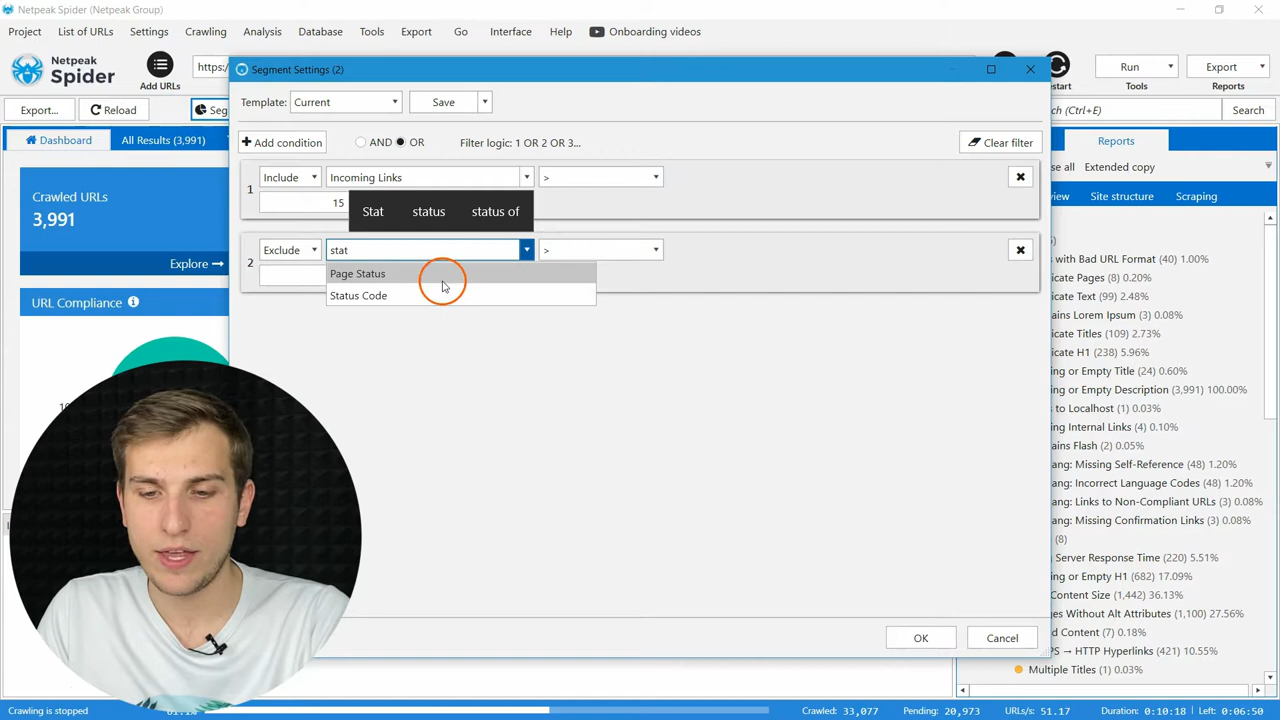 Netpeak Spider (Netpeak Group)
Project List of URLs Settings Crawling Analysis Database Tools Export Go Interface Help Onboarding videos
Netpeak Spider
Add URLs
https:/
start
Run
Tools
Export
Reports
Export...
Reload
Seg
Segment Settings (2)
Template: Current Save
Add condition AND OR Filter logic: 1 OR 2 OR 3... Clear filter
1 Include Incoming Links >
15
Stat status status of
2 Exclude stat >
Page Status
Status Code
OK Cancel
Dashboard All Results (3,991)
Crawled URLs
3,991
Explore →
URL Compliance
(Ctrl+E) Search
Reports
se all Extended copy
Site structure Scraping
with Bad URL Format (40) 1.00%
icate Pages (8) 0.20%
icate Text (99) 2.48%
ains Lorem Ipsum (3) 0.08%
icate Titles (109) 2.73%
icate H1 (238) 5.96%
ing or Empty Title (24) 0.60%
ing or Empty Description (3,991) 100.00%
s to Localhost (1) 0.03%
ing Internal Links (4) 0.10%
ains Flash (2) 0.05%
ang: Missing Self-Reference (48) 1.20%
ang: Incorrect Language Codes (48) 1.20%
ang: Links to Non-Compliant URLs (3) 0.08%
ang: Missing Confirmation Links (3) 0.08%
(8)
Server Response Time (220) 5.51%
ing or Empty H1 (682) 17.09%
Content Size (1,442) 36.13%
es Without Alt Attributes (1,100) 27.56%
d Content (7) 0.18%
PS → HTTP Hyperlinks (421) 10.55%
Multiple Titles (1) 0.03%
Crawling is stopped Crawled: 33,077 Pending: 20,973 URLs/s: 51.17 Duration: 0:10:18 Left: 0:06:50